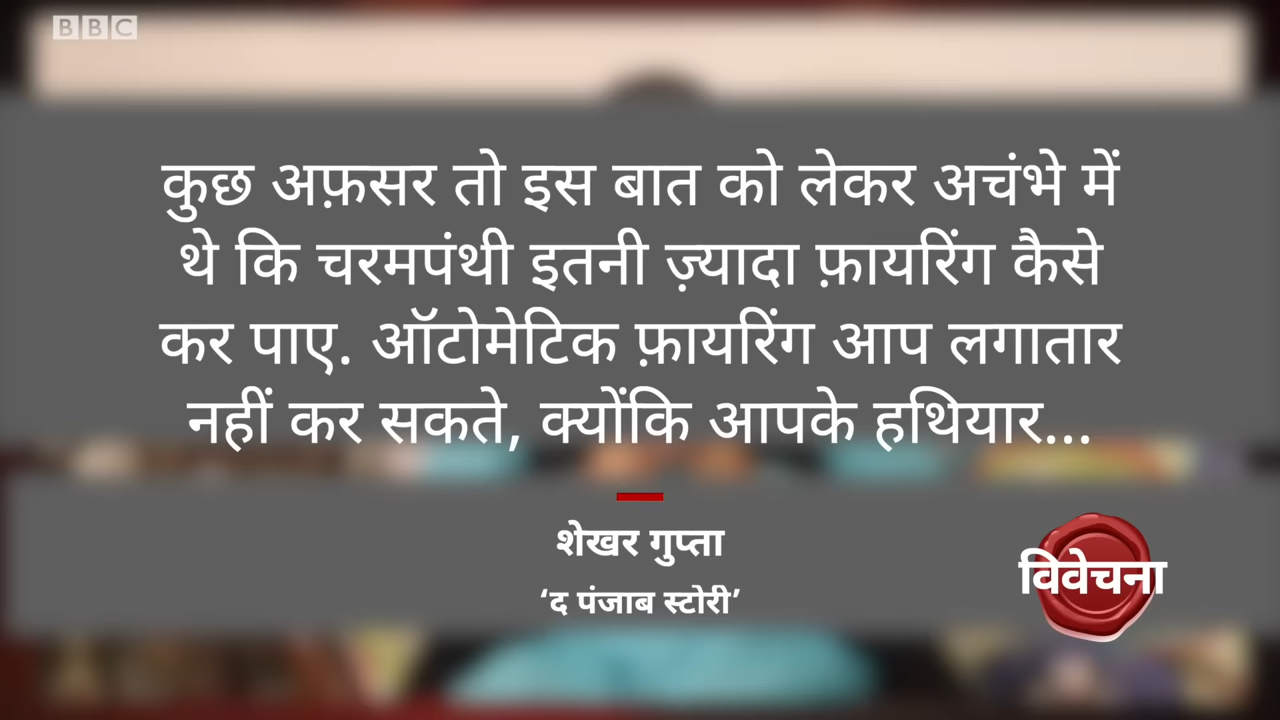 BBC
कुछ अफ़सर तो इस बात को लेकर अचंभे में
थे कि चरमपंथी इतनी ज़्यादा फ़ायरिंग कैसे
कर पाए. ऑटोमेटिक फ़ायरिंग आप लगातार
नहीं कर सकते, क्योंकि आपके हथियार...
शेखर गुप्ता
‘द पंजाब स्टोरी’
विवेचना